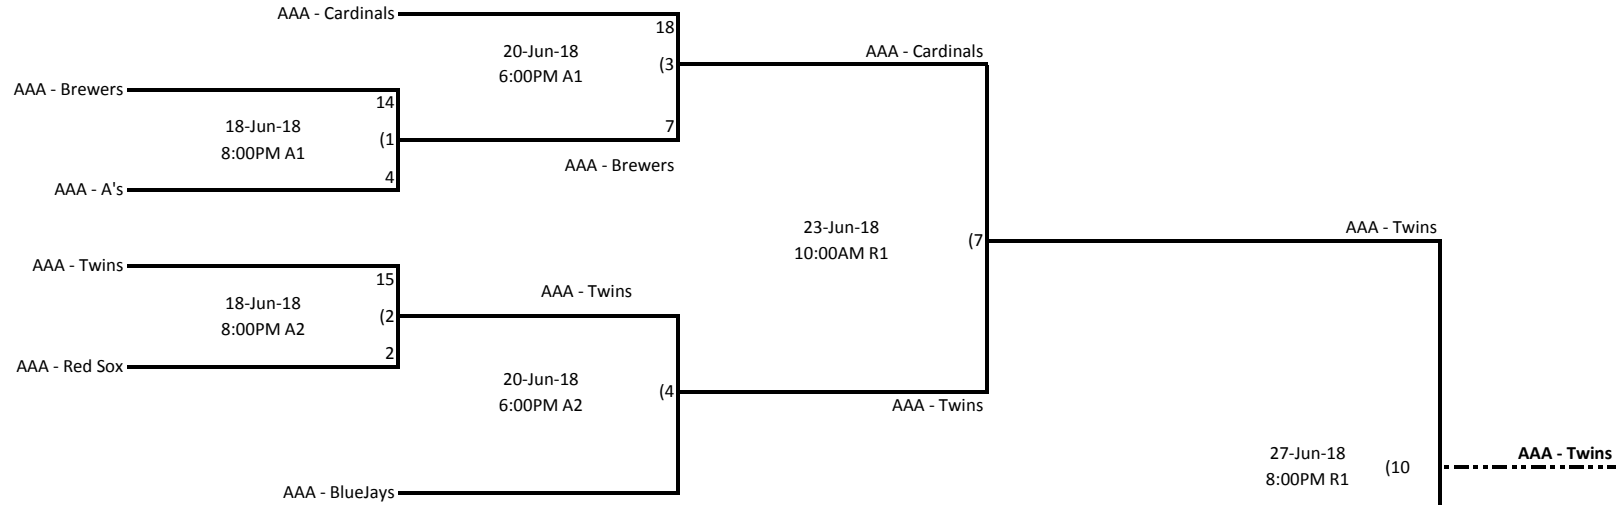 AAA - Cardinals
18
20-Jun-18
6:00PM A1
(3
AAA - Cardinals
AAA - Brewers
14
18-Jun-18
8:00PM A1
(1
7
AAA - Brewers
4
AAA - A's
23-Jun-18
10:00AM R1
(7
AAA - Twins
AAA - Twins
15
18-Jun-18
8:00PM A2
(2
AAA - Twins
2
AAA - Red Sox
20-Jun-18
6:00PM A2
(4
AAA - Twins
27-Jun-18
8:00PM R1
(10
AAA - Twins
AAA - BlueJays